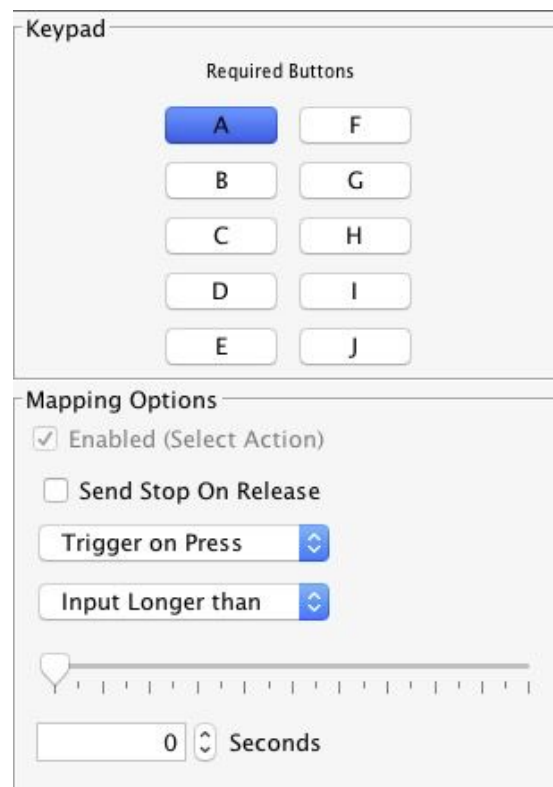 Keypad
Required Buttons
A F
B G
C H
D I
E J
Mapping Options
Enabled (Select Action)
Send Stop On Release
Trigger on Press
Input Longer than
0 Seconds